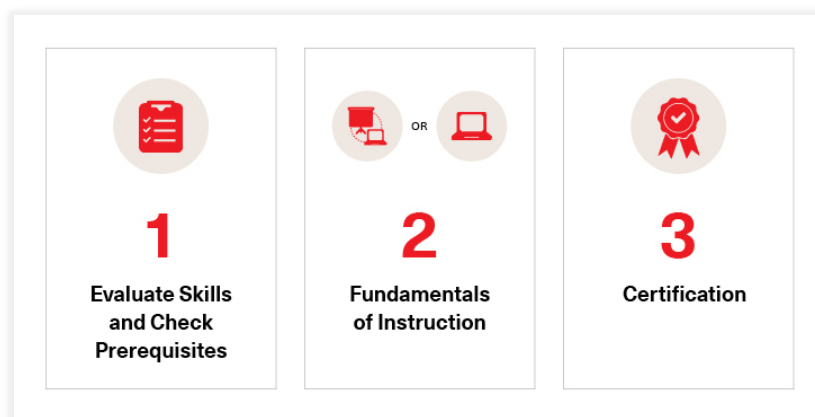 1
Evaluate Skills
and Check
Prerequisites
OR
2
Fundamentals
of Instruction
3
Certification